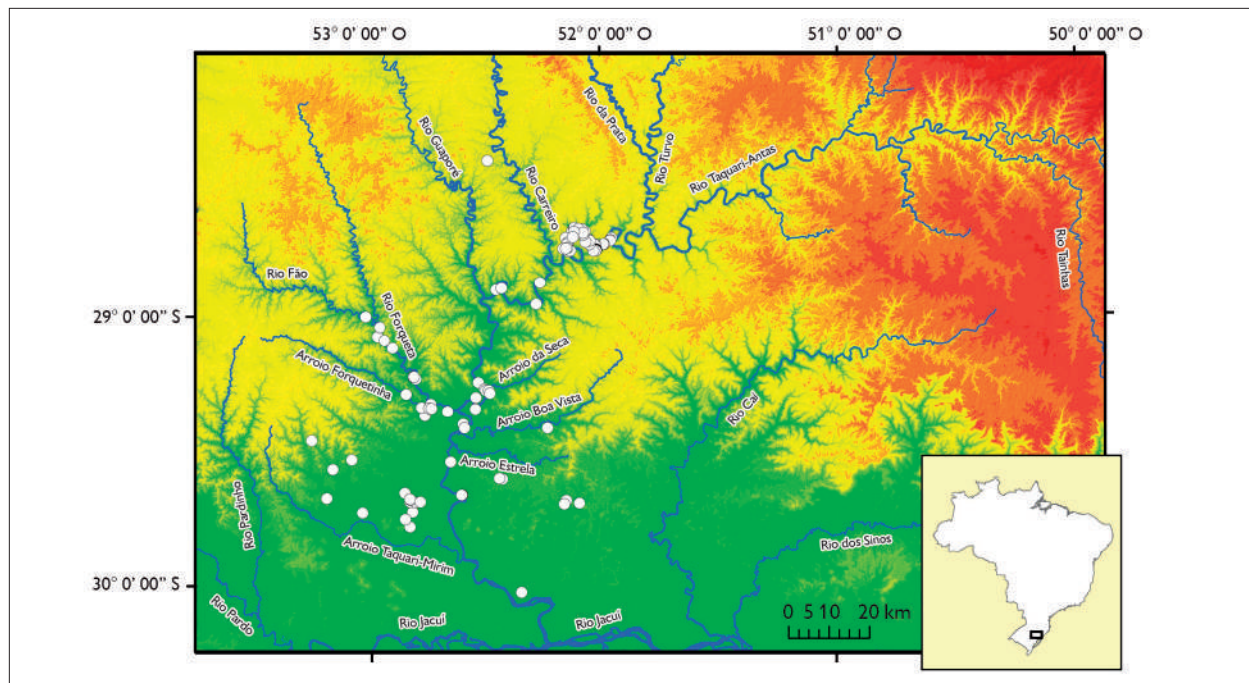 53° 0' 00" O
52° 0' 00" O
51° 0' 00" O
50° 0' 00" O
Rio da Prata
Rio Guaporé
Rio Turvo
Rio Taquari-Antas
Rio Carreiro
Rio Tainhas
Rio Fão
29° 0' 00" S
Rio Forqueta
Arroio da Seca
Arroio Forquetinha
Arroio Boa Vista
Rio Caí
Arroio Estrela
Rio Pardinho
Arroio Taquari-Mirim
Rio dos Sinos
30° 0' 00" S
0 5 10 20 km
Rio Pardo
Rio Jacuí
Rio Jacuí